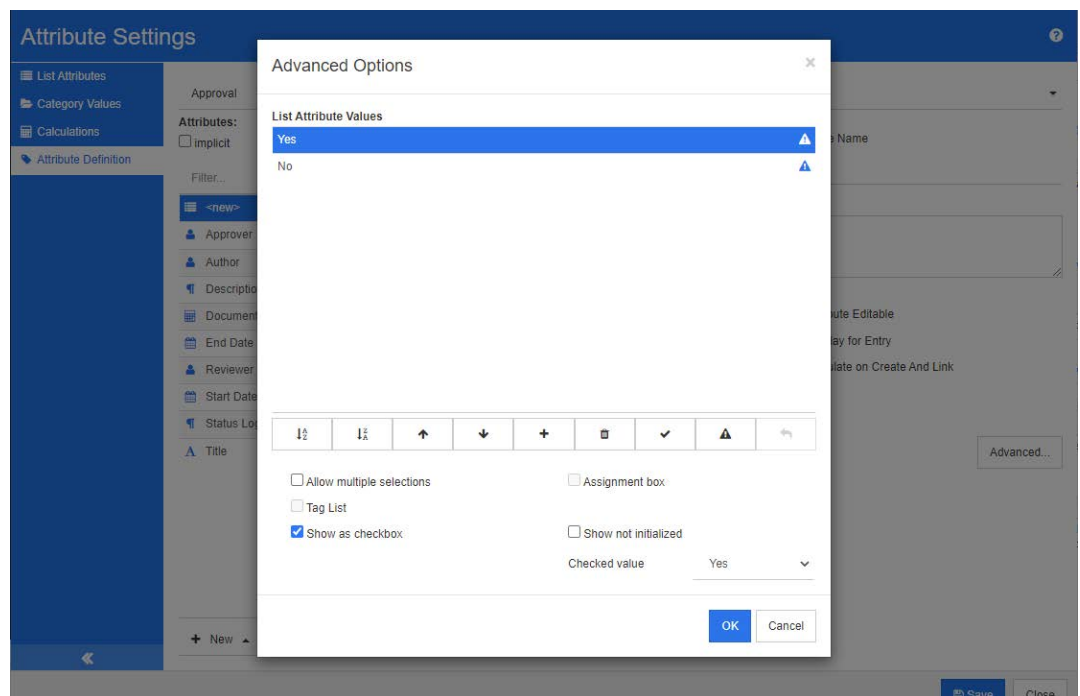 Attribute Settings
List Attributes
Category Values
Calculations
Attribute Definition
Approval
Attributes:
implicit
Filter...
<new>
Approver
Author
Descriptio
Document
End Date
Reviewer
Start Date
Status Log
Title
+ New
Advanced Options
×
List Attribute Values
Yes
No
Allow multiple selections
Assignment box
Tag List
Show as checkbox
Show not initialized
Checked value
Yes
OK
Cancel
Name
ute Editable
ay for Entry
ulate on Create And Link
Advanced...
Save
Close